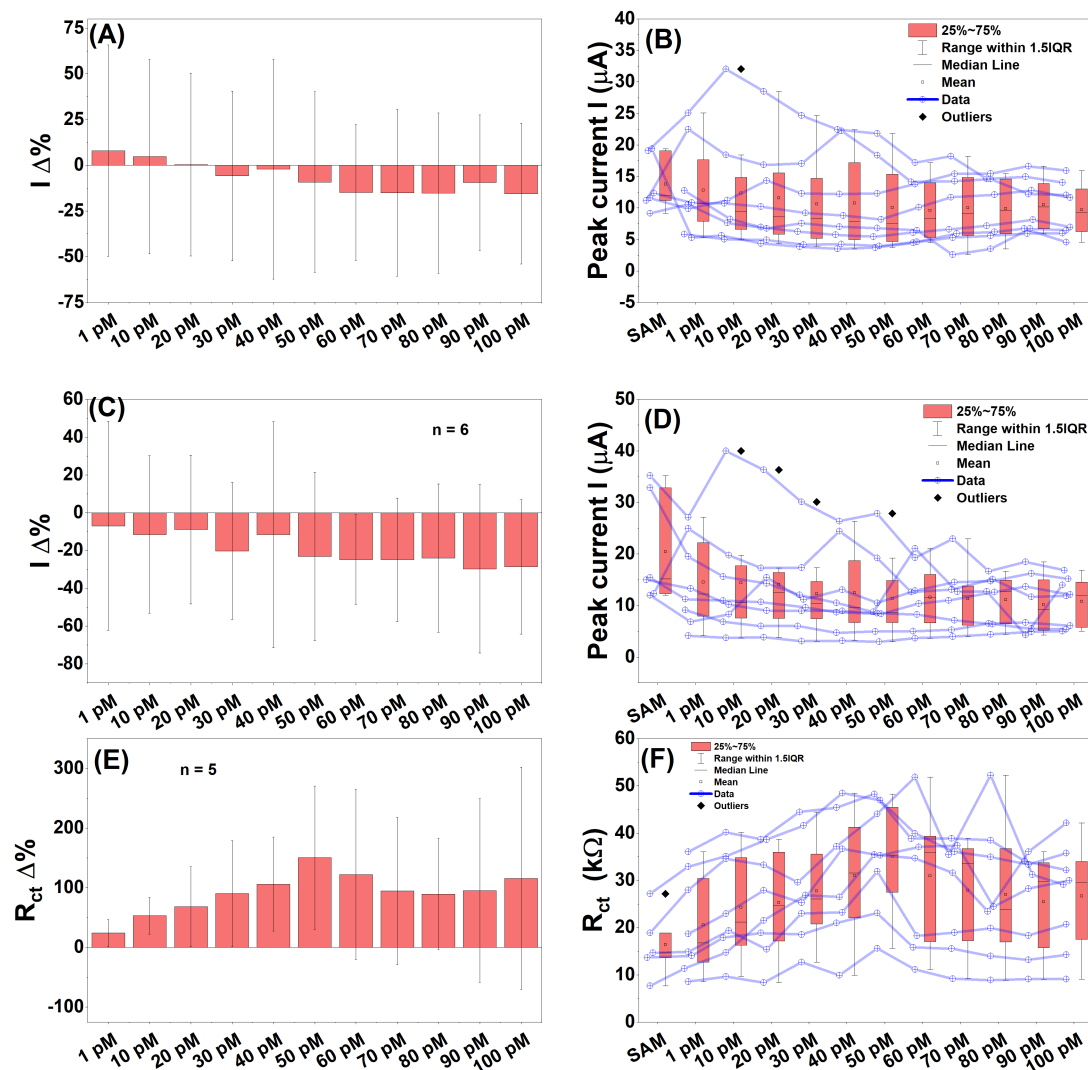 (A)
I Δ%
75
50
25
0
-25
-50
-75
1 pM 10 pM 20 pM 30 pM 40 pM 50 pM 60 pM 70 pM 80 pM 90 pM 100 pM
(B)
Peak current I (μA)
40
35
30
25
20
15
10
5
0
-5
25%~75%
Range within 1.5IQR
Median Line
Mean
Data
Outliers
SAM 1 pM 10 pM 20 pM 30 pM 40 pM 50 pM 60 pM 70 pM 80 pM 90 pM 100 pM
(C)
n = 6
I Δ%
60
40
20
0
-20
-40
-60
-80
1 pM 10 pM 20 pM 30 pM 40 pM 50 pM 60 pM 70 pM 80 pM 90 pM 100 pM
(D)
Peak current I (μA)
50
40
30
20
10
0
25%~75%
Range within 1.5IQR
Median Line
Mean
Data
Outliers
SAM 1 pM 10 pM 20 pM 30 pM 40 pM 50 pM 60 pM 70 pM 80 pM 90 pM 100 pM
(E)
n = 5
Rct Δ%
300
200
100
0
-100
1 pM 10 pM 20 pM 30 pM 40 pM 50 pM 60 pM 70 pM 80 pM 90 pM 100 pM
(F)
Rct (kΩ)
60
50
40
30
20
10
0
25%~75%
Range within 1.5IQR
Median Line
Mean
Data
Outliers
SAM 1 pM 10 pM 20 pM 30 pM 40 pM 50 pM 60 pM 70 pM 80 pM 90 pM 100 pM